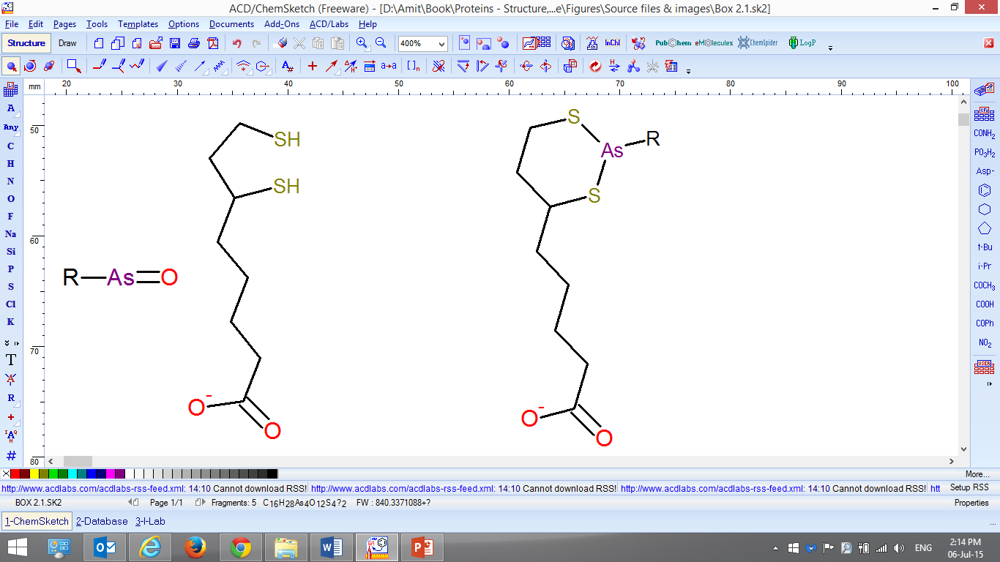 ACD/ChemSketch (Freeware) - [D:\Amit\Book\Proteins - Structure,...e\Figures\Source files & images\Box 2.1.sk2]
File Edit Pages Tools Templates Options Documents Add-Ons ACD/Labs Help
Structure Draw 400% InChI PubChem eMolecules ChemSpider LogP
mm 20 30 40 50 60 70 80 90 100
50
60
70
80
A
Any
C
H
N
O
F
Na
Si
P
S
Cl
K
T
A
R
+
#
SH
SH
R As O
O-
O
S
As R
S
O-
O
CONH2
PO3H2
Asp-
t-Bu
i-Pr
COCH3
COOH
COPh
NO2
USER
More...
http://www.acdlabs.com/acdlabs-rss-feed.xml: 14:10 Cannot download RSS! http://www.acdlabs.com/acdlabs-rss-feed.xml: 14:10 Cannot download RSS! http://www.acdlabs.com/acdlabs-rss-feed.xml: 14:10 Cannot download RSS! htt Setup RSS
BOX 2.1.SK2 Page 1/1 Fragments: 5 C16H28As4O12S4?2 FW : 840.3371088+? Properties
1-ChemSketch 2-Database 3-I-Lab ...
ENG 2:14 PM
06-Jul-15